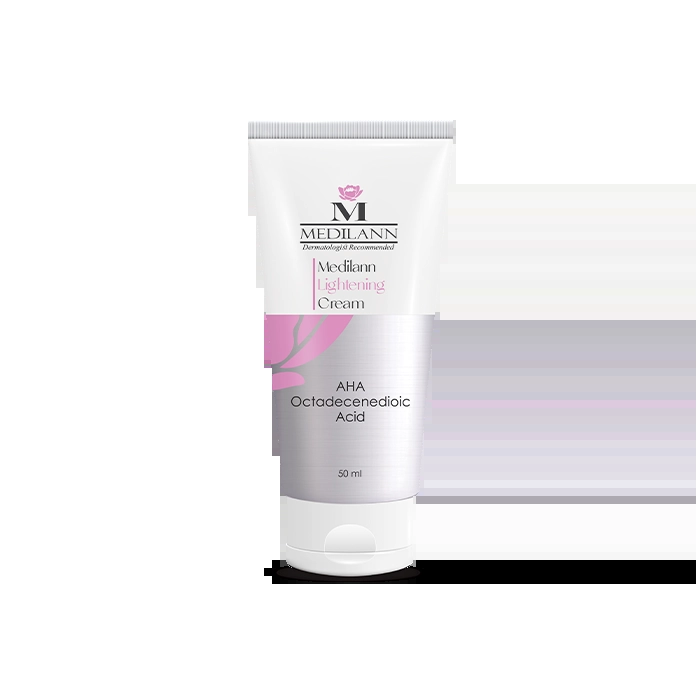 M
MEDILANN
Dermatologist Recommended
Medilann
Lightening
Cream
AHA
Octadecenedioic
Acid
50 ml